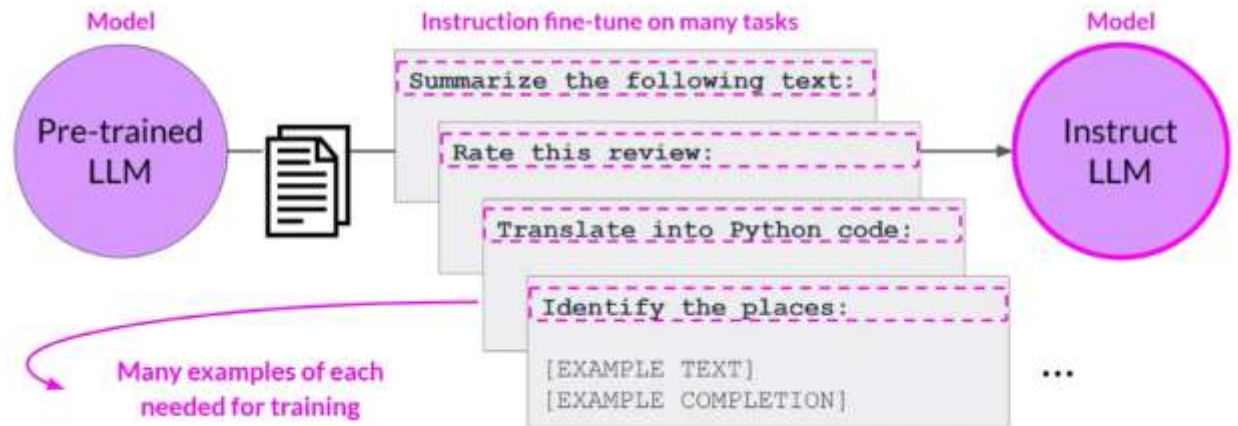 Model
Instruction fine-tune on many tasks
Model
Pre-trained
LLM
Summarize the following text:
Rate this review:
Translate into Python code:
Identify the places:
[EXAMPLE TEXT]
[EXAMPLE COMPLETION]
...
Instruct
LLM
Many examples of each
needed for training